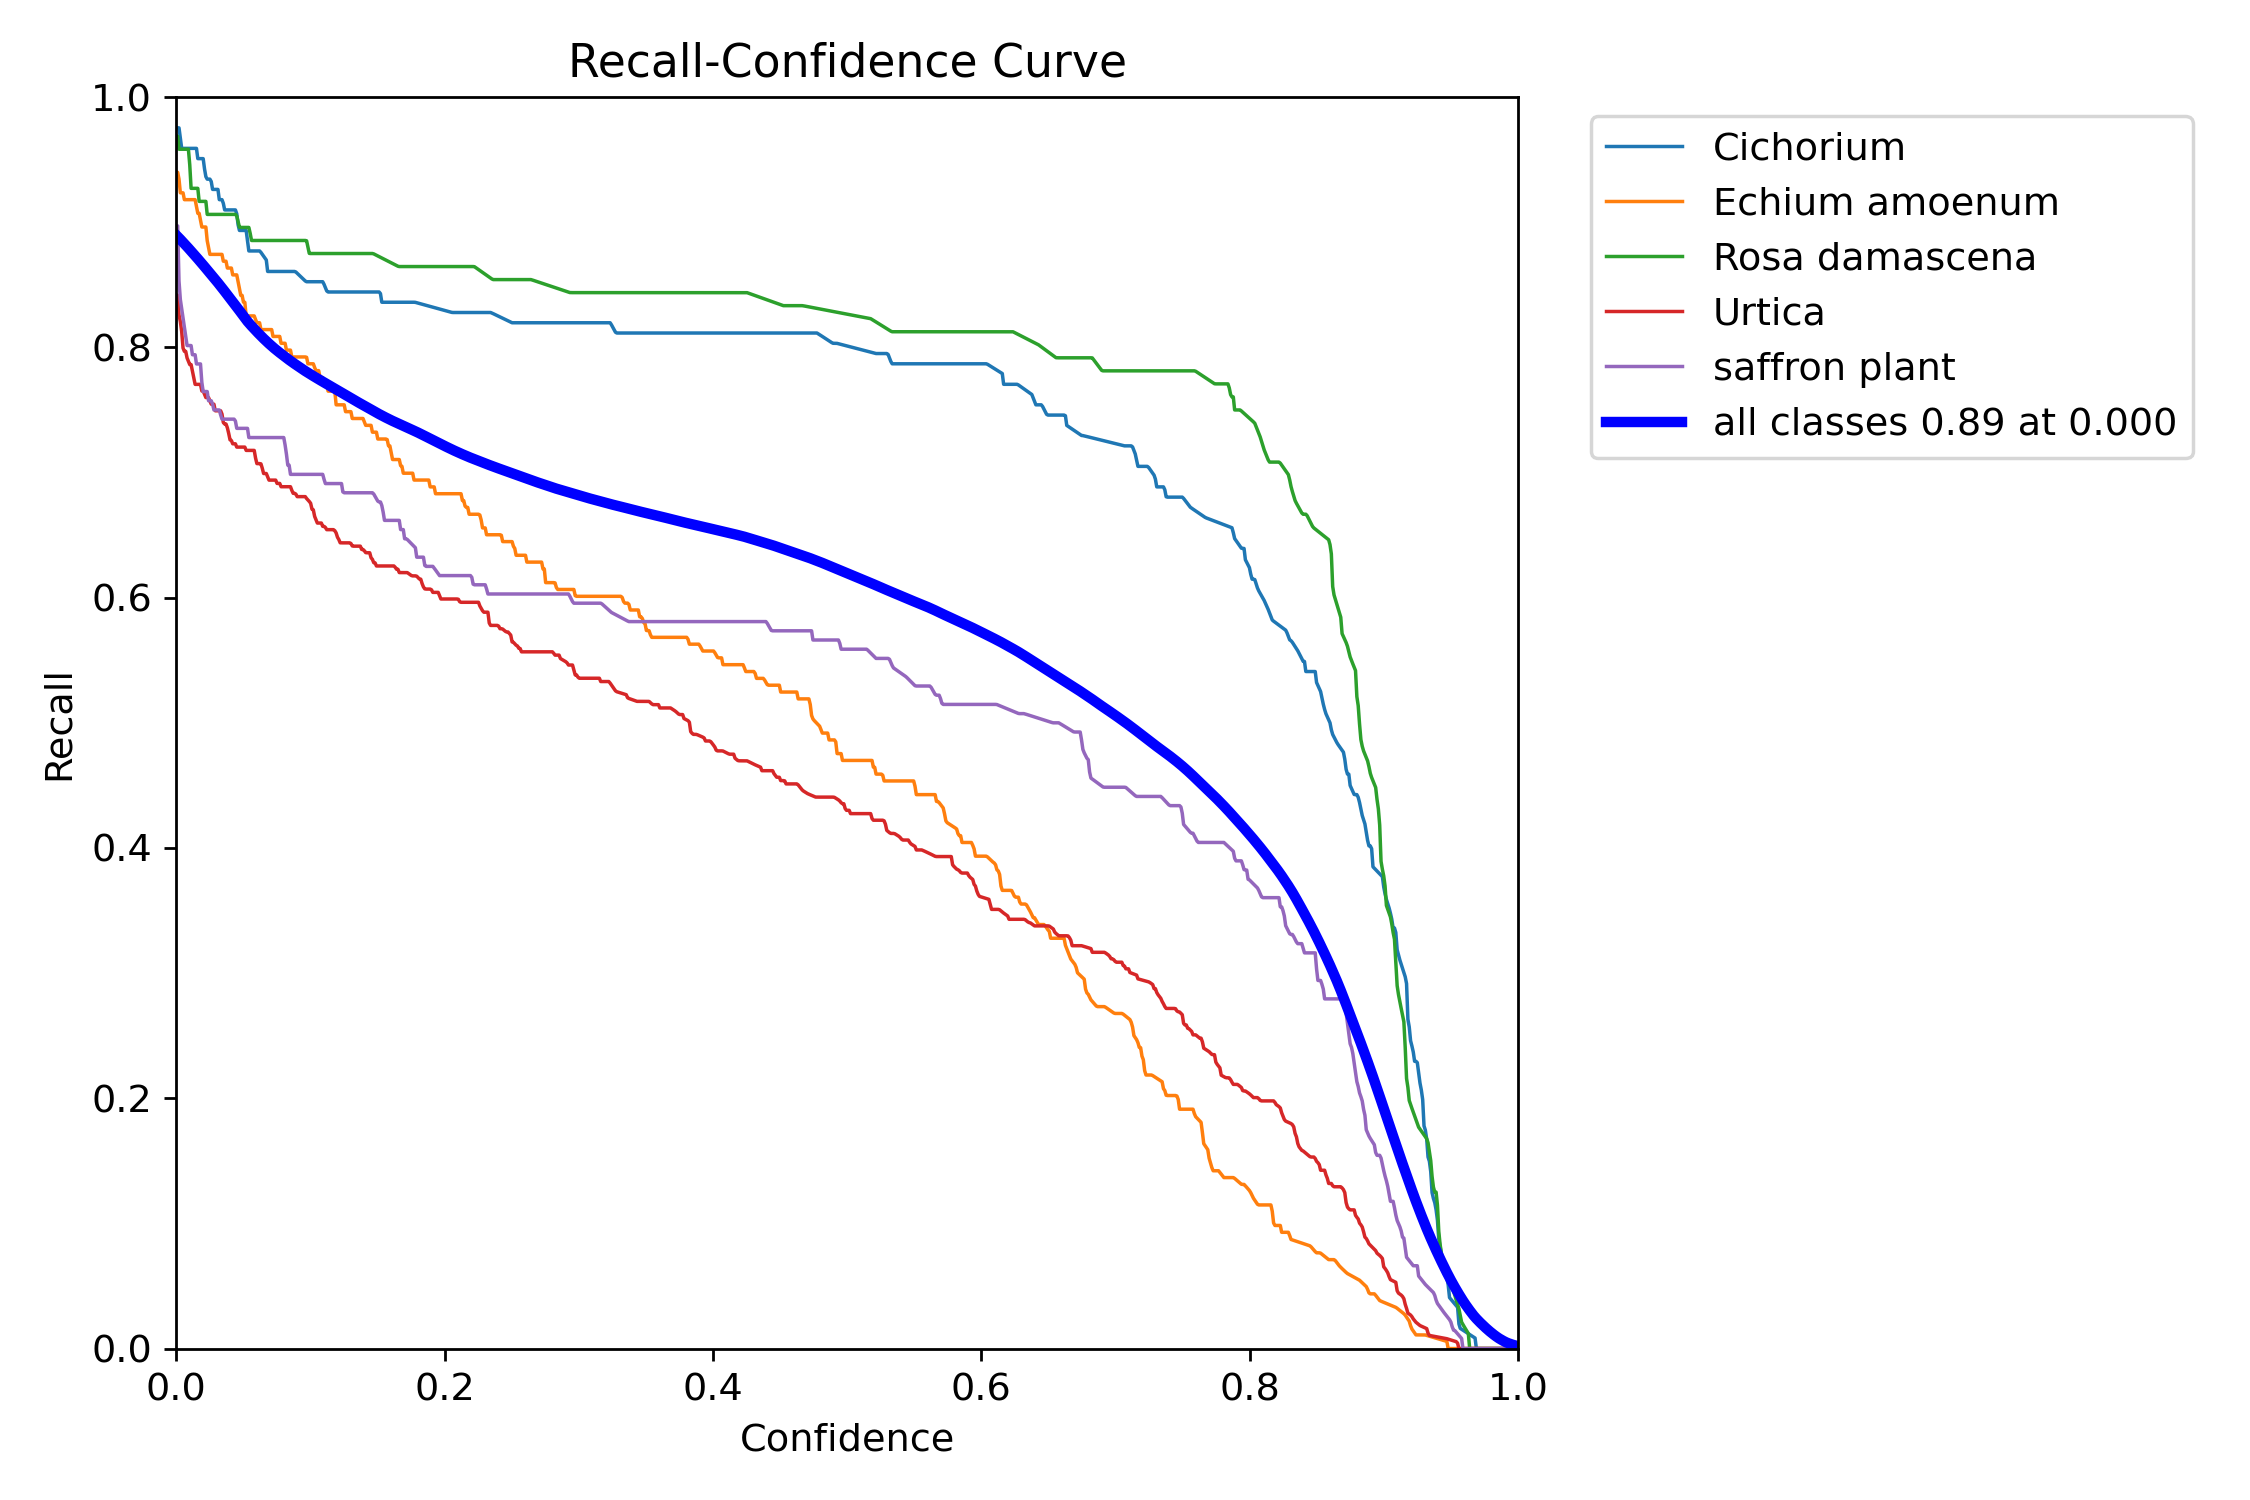 Recall-Confidence Curve
1.0
0.8
0.6
0.4
0.2
0.0
Recall
0.0 0.2 0.4 0.6 0.8 1.0
Confidence
Cichorium
Echium amoenum
Rosa damascena
Urtica
saffron plant
all classes 0.89 at 0.000